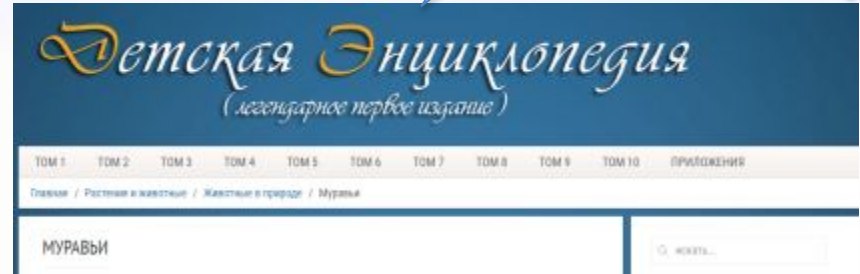 Детская Энциклопедия
( легендарное первое издание )
ТОМ 1 ТОМ 2 ТОМ 3 ТОМ 4 ТОМ 5 ТОМ 6 ТОМ 7 ТОМ 8 ТОМ 9 ТОМ 10 ПРИЛОЖЕНИЯ
Главная / Растения и животные / Животные в природе / Муравьи
МУРАВЬИ
искать...